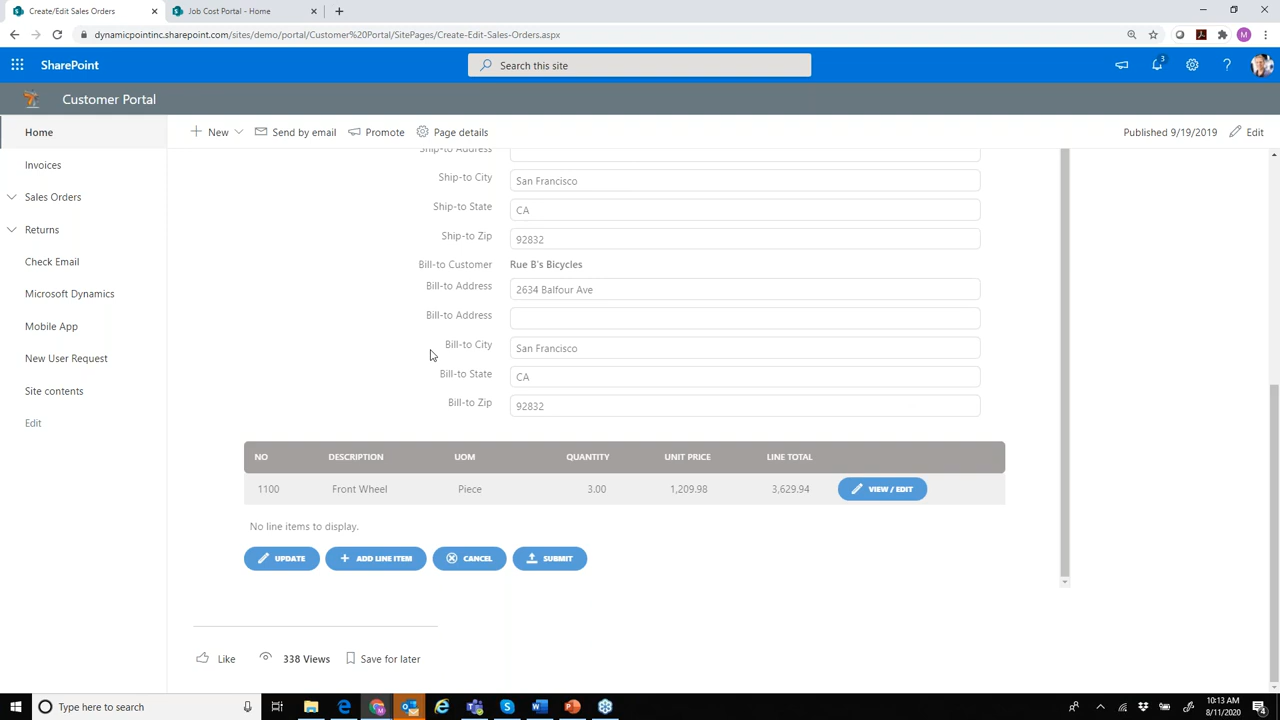 Create/Edit Sales Orders
Job Cost Portal - Home
dynamicpointinc.sharepoint.com/sites/demo/portal/Customer%20Portal/SitePages/Create-Edit-Sales-Orders.aspx
M
SharePoint
Search this site
3
Customer Portal
Home
New
Send by email
Promote
Page details
Published 9/19/2019
Edit
Invoices
Sales Orders
Returns
Check Email
Microsoft Dynamics
Mobile App
New User Request
Site contents
Edit
Ship-to Address
Ship-to City San Francisco
Ship-to State CA
Ship-to Zip 92832
Bill-to Customer Rue B's Bicycles
Bill-to Address 2634 Balfour Ave
Bill-to Address
Bill-to City San Francisco
Bill-to State CA
Bill-to Zip 92832
NO DESCRIPTION UOM QUANTITY UNIT PRICE LINE TOTAL
1100 Front Wheel Piece 3.00 1,209.98 3,629.94 VIEW / EDIT
No line items to display.
UPDATE ADD LINE ITEM CANCEL SUBMIT
Like 338 Views Save for later
Type here to search
10:13 AM
8/11/2020
4